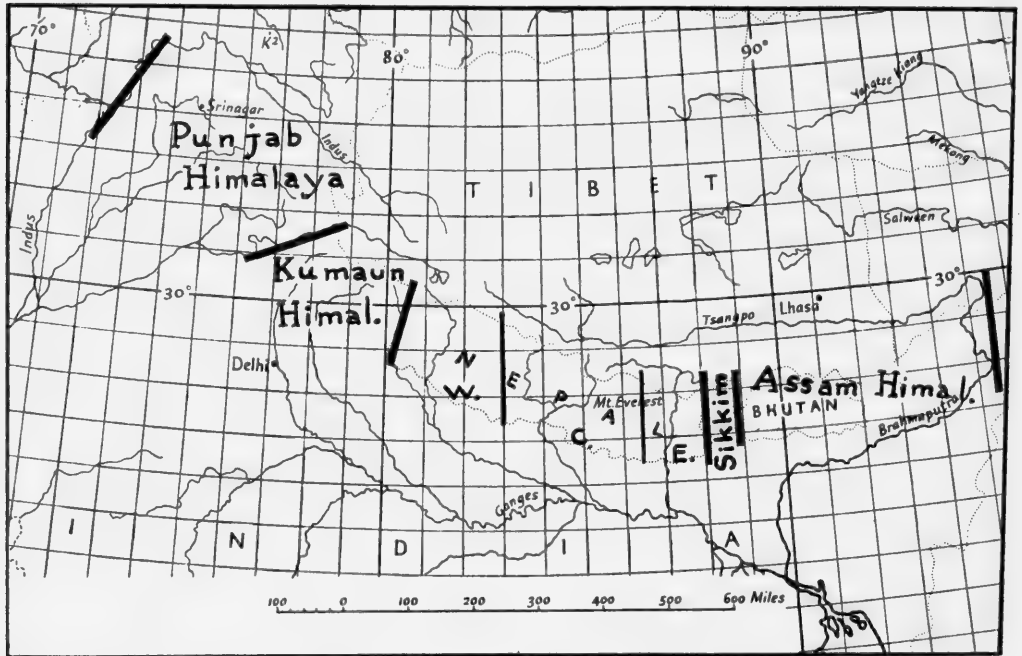 70°
K²
80°
90°
Yangtze Kiang
Srinagar
Punjab
Himalaya
Indus
Mekong
T I B E T
Salween
Indus
Kumaun
Himal.
30°
30°
30°
Tsangpo
Lhasa
Delhi
N E P A L
W. C. E.
Mt. Everest
Sikkim
Assam Himal.
BHUTAN
Brahmaputra
Ganges
I N D I A
100 0 100 200 300 400 500 600 Miles